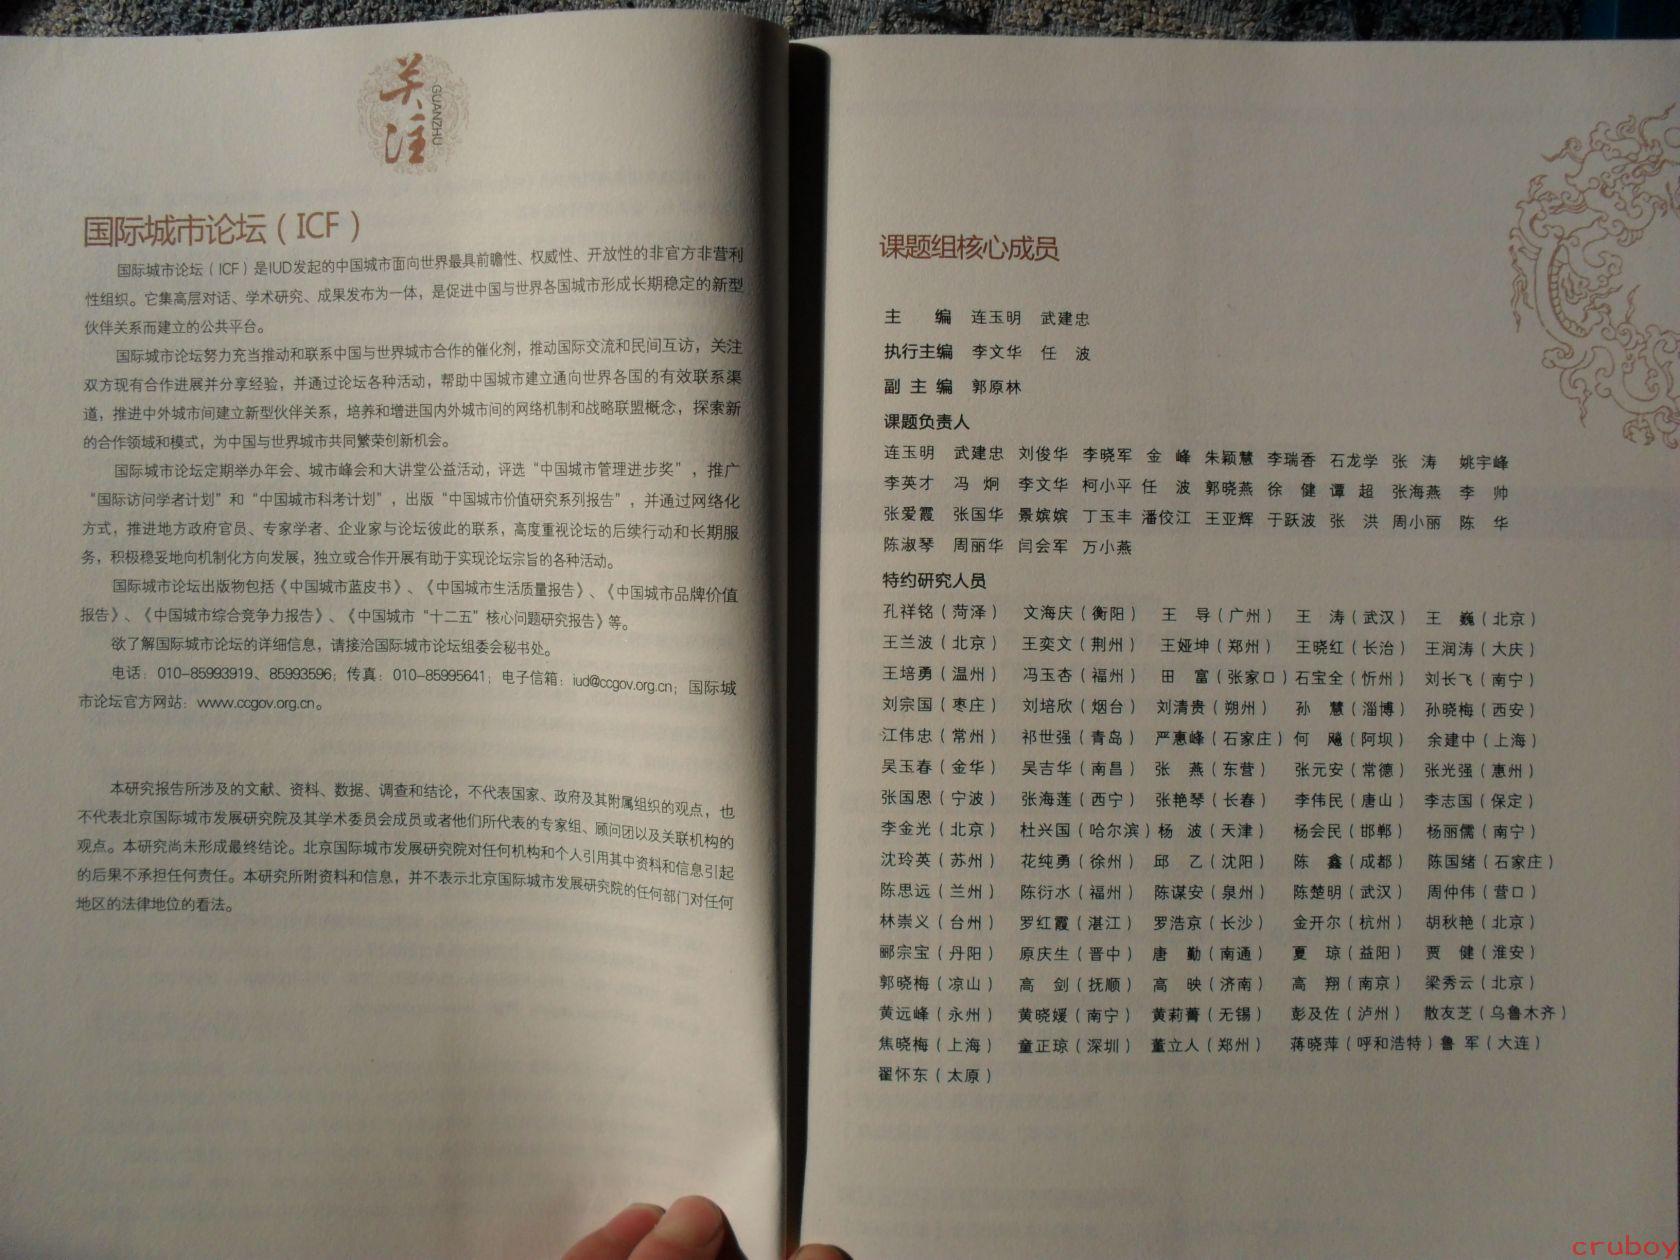 关注
GUANZHU
国际城市论坛（ICF）
国际城市论坛（ICF）是IUD发起的中国城市面向世界最具前瞻性、权威性、开放性的非官方非营利
性组织。它集高层对话、学术研究、成果发布为一体，是促进中国与世界各国城市形成长期稳定的新型
伙伴关系而建立的公共平台。
国际城市论坛努力充当推动和联系中国与世界城市合作的催化剂，推动国际交流和民间互访，关注
双方现有合作进展并分享经验，并通过论坛各种活动，帮助中国城市建立通向世界各国的有效联系渠
道，推进中外城市间建立新型伙伴关系，培养和增进国内外城市间的网络机制和战略联盟概念，探索新
的合作领域和模式，为中国与世界城市共同繁荣创新机会。
国际城市论坛定期举办年会、城市峰会和大讲堂公益活动，评选“中国城市管理进步奖”，推广
“国际访问学者计划”和“中国城市科考计划”，出版“中国城市价值研究系列报告”，并通过网络化
方式，推进地方政府官员、专家学者、企业家与论坛彼此的联系，高度重视论坛的后续行动和长期服
务，积极稳妥地向机制化方向发展，独立或合作开展有助于实现论坛宗旨的各种活动。
国际城市论坛出版物包括《中国城市蓝皮书》、《中国城市生活质量报告》、《中国城市品牌价值
报告》、《中国城市综合竞争力报告》、《中国城市“十二五”核心问题研究报告》等。
欲了解国际城市论坛的详细信息，请接洽国际城市论坛组委会秘书处。
电话：010-85993919、85993596；传真：010-85995641；电子信箱：iud@ccgov.org.cn；国际城
市论坛官方网站：www.ccgov.org.cn。
本研究报告所涉及的文献、资料、数据、调查和结论，不代表国家、政府及其附属组织的观点，也
不代表北京国际城市发展研究院及其学术委员会成员或者他们所代表的专家组、顾问团以及关联机构的
观点。本研究尚未形成最终结论。北京国际城市发展研究院对任何机构和个人引用其中资料和信息引起
的后果不承担任何责任。本研究所附资料和信息，并不表示北京国际城市发展研究院的任何部门对任何
地区的法律地位的看法。
课题组核心成员
主 编 连玉明 武建忠
执行主编 李文华 任 波
副 主 编 郭原林
课题负责人
连玉明 武建忠 刘俊华 李晓军 金 峰 朱颖慧 李瑞香 石龙学 张 涛 姚宇峰
李英才 冯 炯 李文华 柯小平 任 波 郭晓燕 徐 健 谭 超 张海燕 李 帅
张爱霞 张国华 景嫔嫔 丁玉丰 潘佼江 王亚辉 于跃波 张 洪 周小丽 陈 华
陈淑琴 周丽华 闫会军 万小燕
特约研究人员
孔祥铭（菏泽） 文海庆（衡阳） 王 导（广州） 王 涛（武汉） 王 巍（北京）
王兰波（北京） 王奕文（荆州） 王娅坤（郑州） 王晓红（长治） 王润涛（大庆）
王培勇（温州） 冯玉杏（福州） 田 富（张家口） 石宝全（忻州） 刘长飞（南宁）
刘宗国（枣庄） 刘培欣（烟台） 刘清贵（朔州） 孙 慧（淄博） 孙晓梅（西安）
江伟忠（常州） 祁世强（青岛） 严惠峰（石家庄） 何 飚（阿坝） 余建中（上海）
吴玉春（金华） 吴吉华（南昌） 张 燕（东营） 张元安（常德） 张光强（惠州）
张国恩（宁波） 张海莲（西宁） 张艳琴（长春） 李伟民（唐山） 李志国（保定）
李金光（北京） 杜兴国（哈尔滨） 杨 波（天津） 杨会民（邯郸） 杨丽儒（南宁）
沈玲英（苏州） 花纯勇（徐州） 邱 乙（沈阳） 陈 鑫（成都） 陈国绪（石家庄）
陈思远（兰州） 陈衍水（福州） 陈谋安（泉州） 陈楚明（武汉） 周仲伟（营口）
林崇义（台州） 罗红霞（湛江） 罗浩京（长沙） 金开尔（杭州） 胡秋艳（北京）
郦宗宝（丹阳） 原庆生（晋中） 唐 勤（南通） 夏 琼（益阳） 贾 健（淮安）
郭晓梅（凉山） 高 剑（抚顺） 高 映（济南） 高 翔（南京） 梁秀云（北京）
黄远峰（永州） 黄晓媛（南宁） 黄莉菁（无锡） 彭及佐（泸州） 散友芝（乌鲁木齐）
焦晓梅（上海） 童正琼（深圳） 董立人（郑州） 蒋晓萍（呼和浩特） 鲁 军（大连）
翟怀东（太原）
cruboy